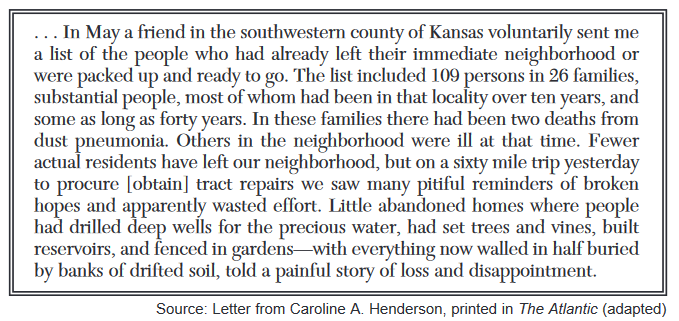 . . . In May a friend in the southwestern county of Kansas voluntarily sent me
a list of the people who had already left their immediate neighborhood or
were packed up and ready to go. The list included 109 persons in 26 families,
substantial people, most of whom had been in that locality over ten years, and
some as long as forty years. In these families there had been two deaths from
dust pneumonia. Others in the neighborhood were ill at that time. Fewer
actual residents have left our neighborhood, but on a sixty mile trip yesterday
to procure [obtain] tract repairs we saw many pitiful reminders of broken
hopes and apparently wasted effort. Little abandoned homes where people
had drilled deep wells for the precious water, had set trees and vines, built
reservoirs, and fenced in gardens—with everything now walled in half buried
by banks of drifted soil, told a painful story of loss and disappointment.
Source: Letter from Caroline A. Henderson, printed in The Atlantic (adapted)